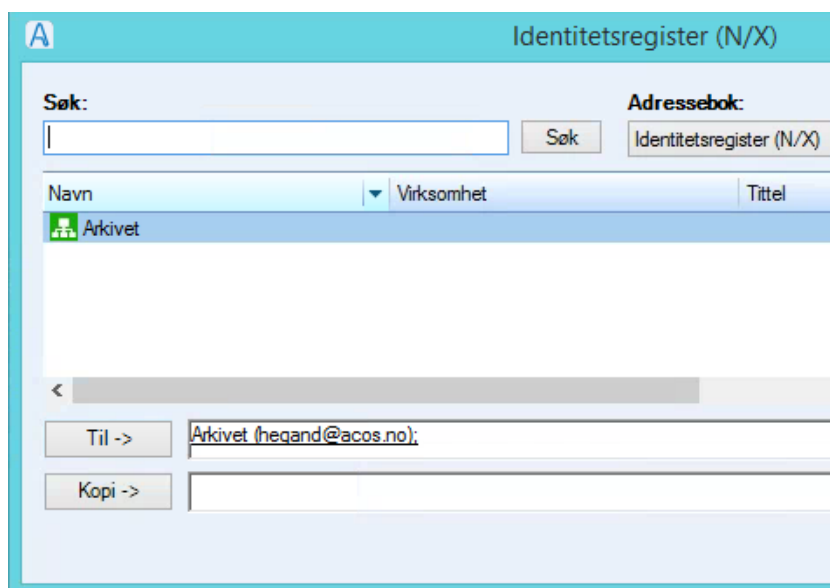 Identitetsregister (N/X)
Søk:
Adressebok:
Søk
Identitetsregister (N/X)
Navn
Virksomhet
Tittel
Arkivet
Til ->
Arkivet (hegand@acos.no);
Kopi ->